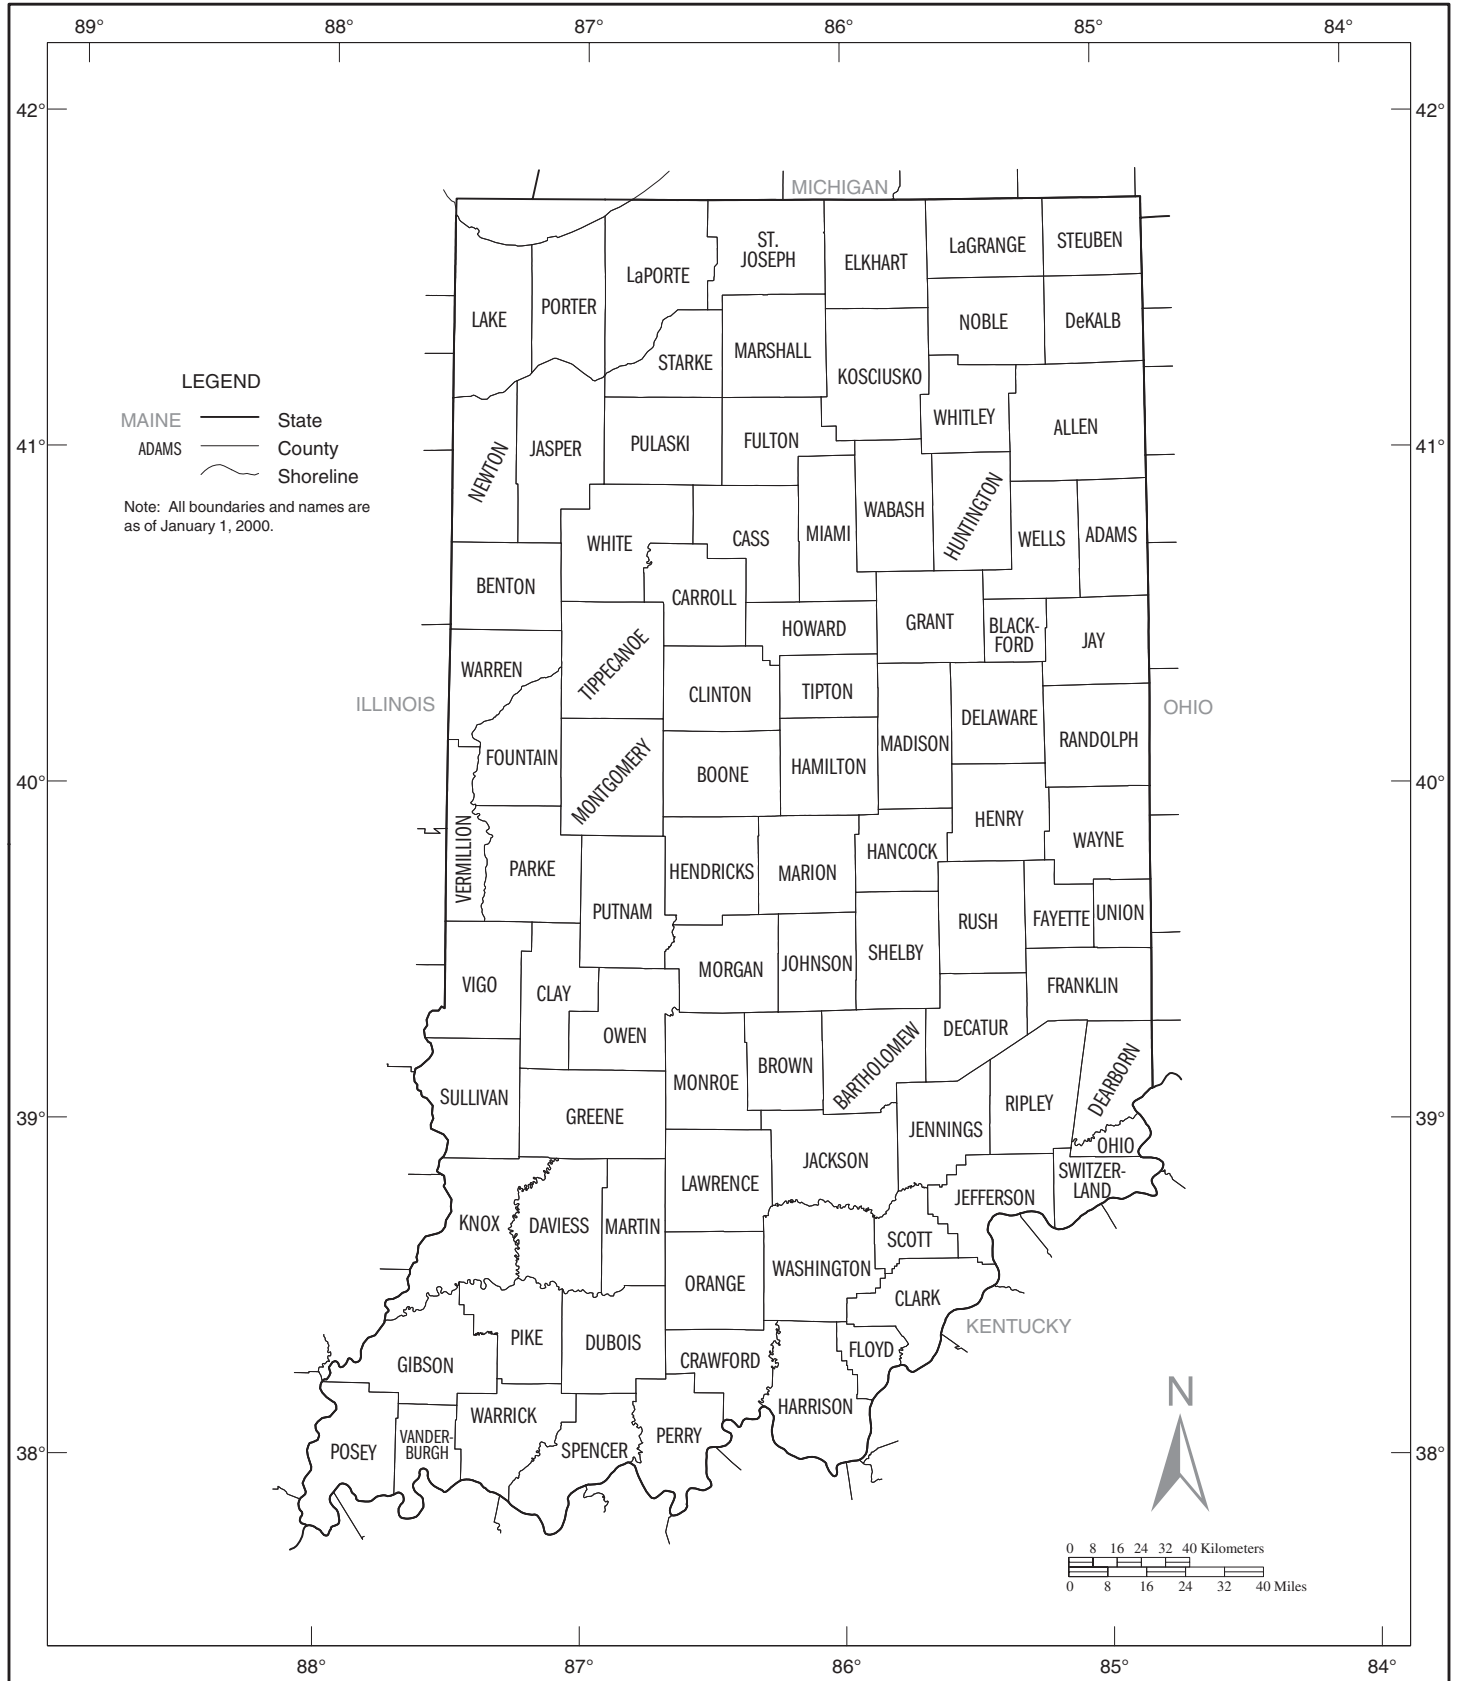 89° 88° 87° 86° 85° 84°
42° 42°
MICHIGAN
ST.
JOSEPH
LaGRANGE
STEUBEN
ELKHART
LaPORTE
PORTER
LAKE
NOBLE
DeKALB
MARSHALL
STARKE
KOSCIUSKO
LEGEND
MAINE State
ADAMS County
Shoreline
Note: All boundaries and names are
as of January 1, 2000.
WHITLEY
ALLEN
41° 41°
NEWTON
JASPER
PULASKI
FULTON
WABASH
HUNTINGTON
WHITE
CASS
MIAMI
WELLS
ADAMS
BENTON
CARROLL
HOWARD
GRANT
BLACK-
FORD
JAY
WARREN
TIPPECANOE
CLINTON
TIPTON
ILLINOIS
OHIO
DELAWARE
MADISON
RANDOLPH
FOUNTAIN
MONTGOMERY
BOONE
HAMILTON
40° 40°
HENRY
VERMILLION
PARKE
HENDRICKS
MARION
HANCOCK
WAYNE
PUTNAM
RUSH
FAYETTE
UNION
MORGAN
JOHNSON
SHELBY
VIGO
CLAY
FRANKLIN
OWEN
DECATUR
MONROE
BROWN
BARTHOLOMEW
DEARBORN
SULLIVAN
GREENE
RIPLEY
39° 39°
JENNINGS
OHIO
JACKSON
LAWRENCE
SWITZER-
LAND
JEFFERSON
KNOX
DAVIESS
MARTIN
SCOTT
WASHINGTON
ORANGE
CLARK
KENTUCKY
PIKE
DUBOIS
FLOYD
GIBSON
CRAWFORD
HARRISON
WARRICK
PERRY
POSEY
VANDER-
BURGH
SPENCER
38° 38°
N
0 8 16 24 32 40 Kilometers
0 8 16 24 32 40 Miles
88° 87° 86° 85° 84°